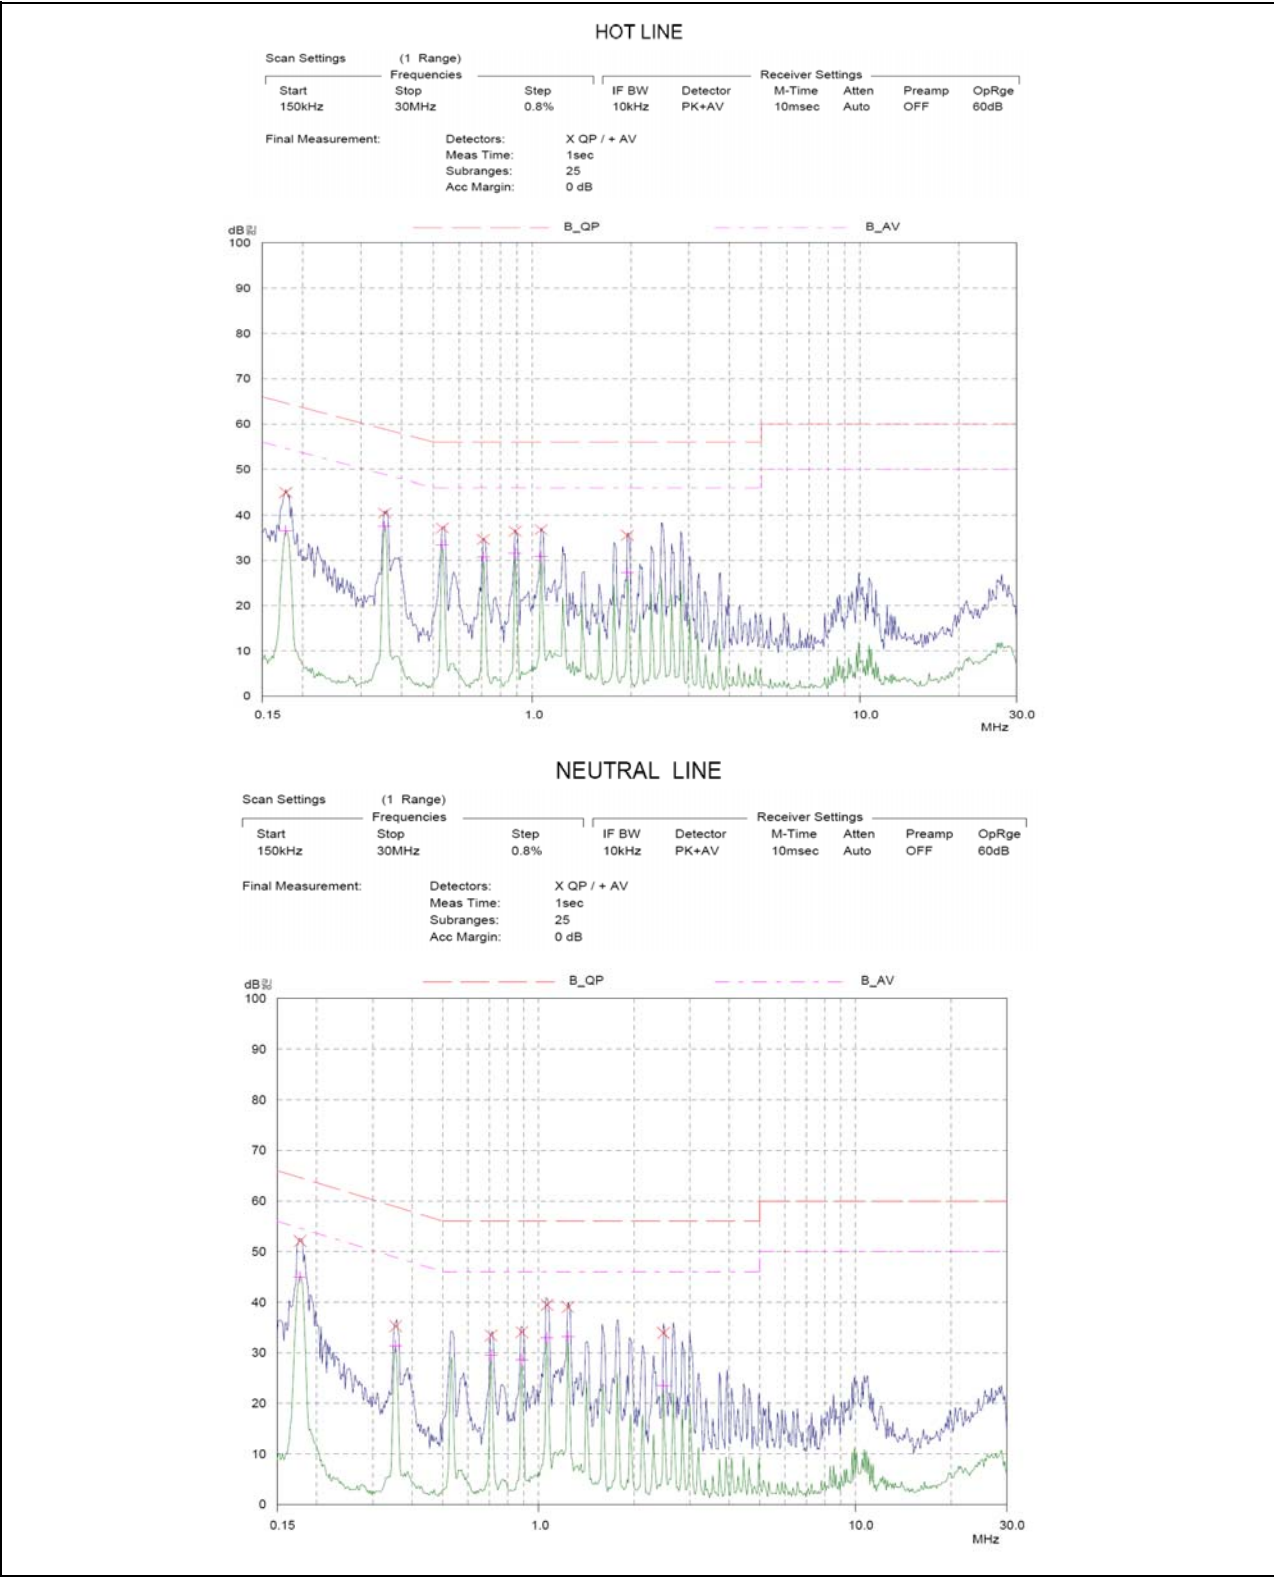 HOT LINE
Scan Settings (1 Range)
Frequencies Receiver Settings
Start Stop Step IF BW Detector M-Time Atten Preamp OpRge
150kHz 30MHz 0.8% 10kHz PK+AV 10msec Auto OFF 60dB
Final Measurement: Detectors: X QP / + AV
Meas Time: 1sec
Subranges: 25
Acc Margin: 0 dB
dB B_QP B_AV
100
90
80
70
60
50
40
30
20
10
0
0.15 1.0 10.0 30.0
MHz
NEUTRAL LINE
Scan Settings (1 Range)
Frequencies Receiver Settings
Start Stop Step IF BW Detector M-Time Atten Preamp OpRge
150kHz 30MHz 0.8% 10kHz PK+AV 10msec Auto OFF 60dB
Final Measurement: Detectors: X QP / + AV
Meas Time: 1sec
Subranges: 25
Acc Margin: 0 dB
dB B_QP B_AV
100
90
80
70
60
50
40
30
20
10
0
0.15 1.0 10.0 30.0
MHz